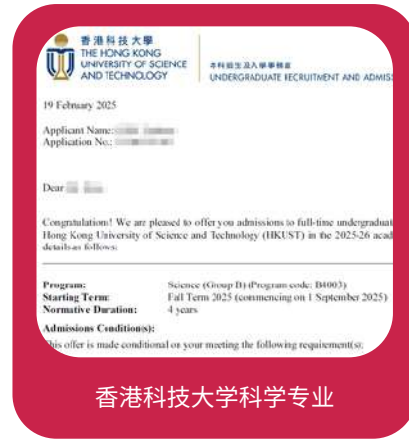 香港科技大學
THE HONG KONG
UNIVERSITY OF SCIENCE
AND TECHNOLOGY
本科招生及入學事務處
UNDERGRADUATE RECRUITMENT AND ADMISS
19 February 2025
Applicant Name:
Application No.:
Dear
Congratulations! We are pleased to offer you admissions to full-time undergraduat
Hong Kong University of Science and Technology (HKUST) in the 2025-26 acad
details as follows:
Program: Science (Group B) (Program code: B4003)
Starting Term: Fall Term 2025 (commencing on 1 September 2025)
Normative Duration: 4 years
Admissions Condition(s):
This offer is made conditional on your meeting the following requirement(s):
香港科技大学科学专业